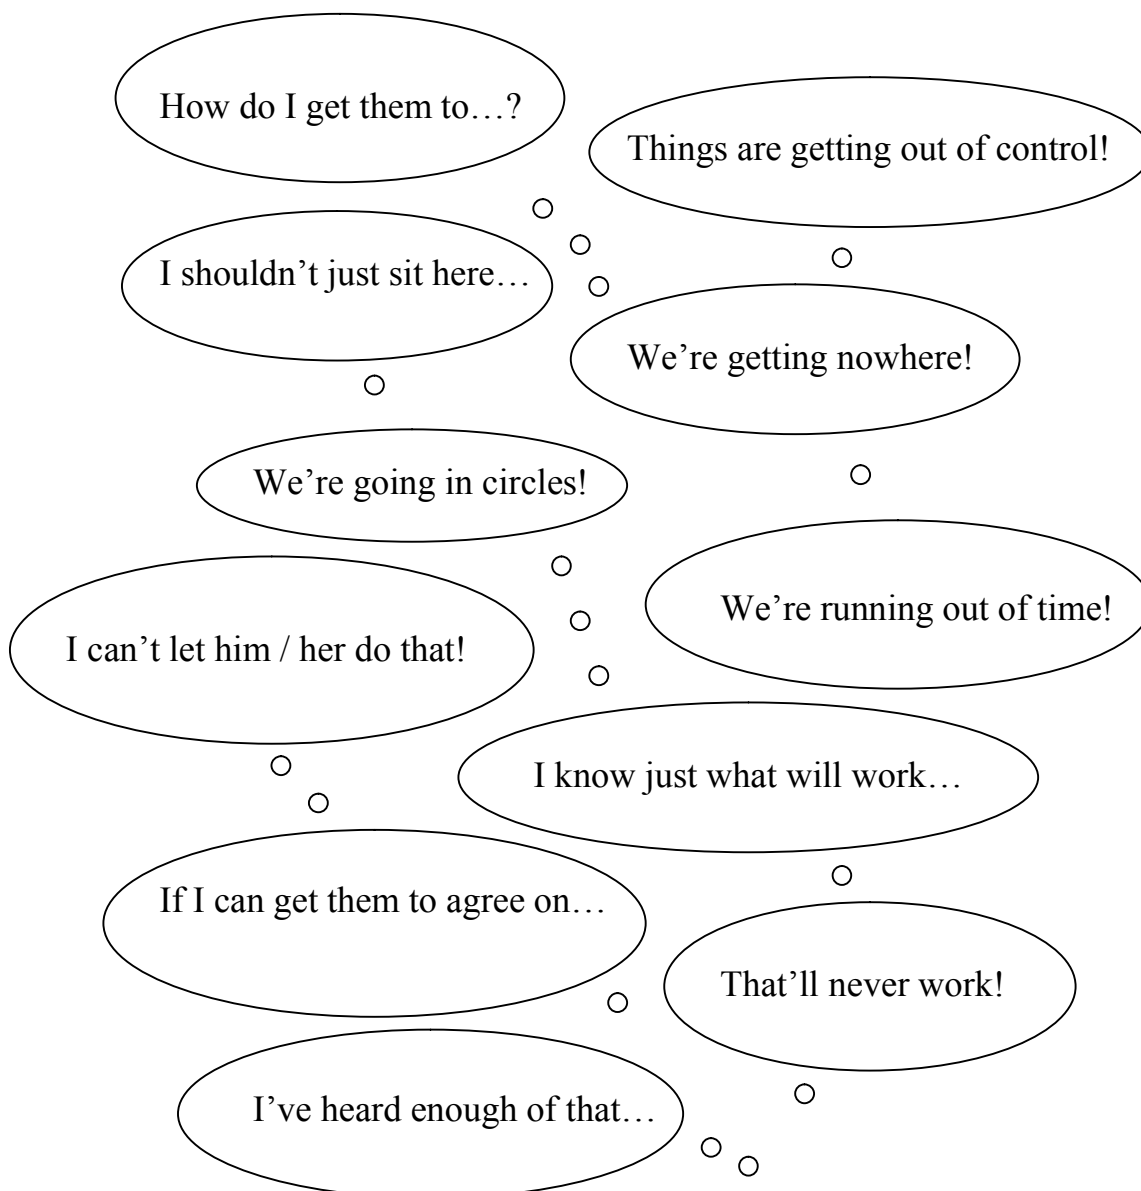 How do I get them to…?
Things are getting out of control!
I shouldn’t just sit here…
We’re getting nowhere!
We’re going in circles!
We’re running out of time!
I can’t let him / her do that!
I know just what will work…
If I can get them to agree on…
That’ll never work!
I’ve heard enough of that…